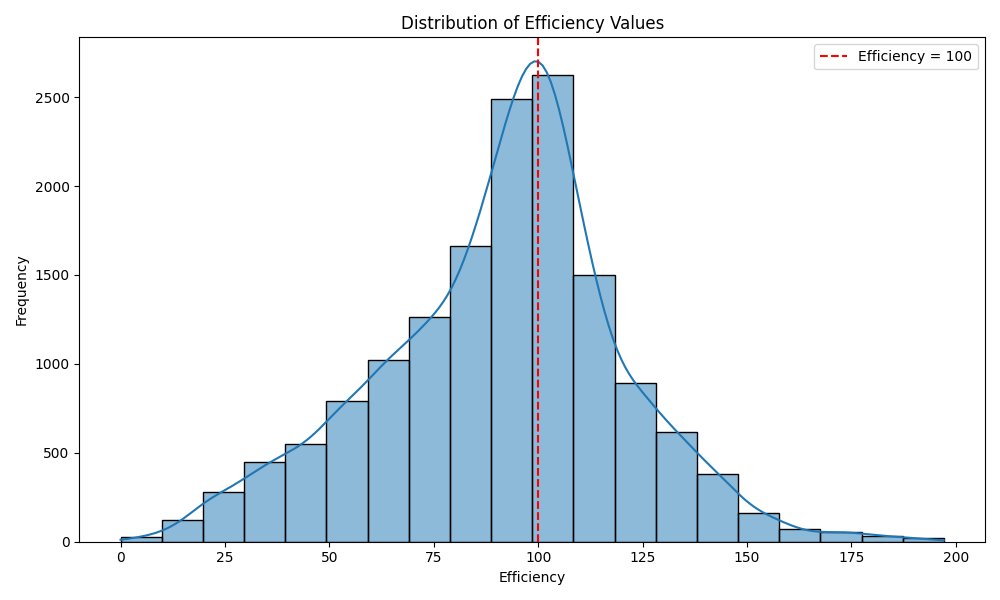 Distribution of Efficiency Values
Efficiency = 100
Frequency
2500
2000
1500
1000
500
0
0 25 50 75 100 125 150 175 200
Efficiency